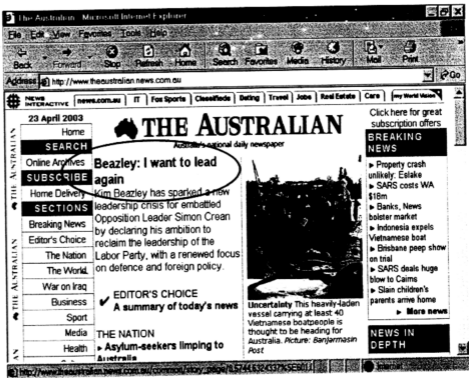 The Australian - Microsoft Internet Explorer
File Edit View Favorites Tools Help
Back Forward Stop Refresh Home Search Favorites Media History Mail Print
Address http://www.theaustralian.news.com.au Go
NEWS INTERACTIVE news.com.au IT Fox Sports Classifieds Dating Travel Jobs Real Estate Cars my World Vision
23 April 2003
Home
SEARCH
Online Archives
SUBSCRIBE
Home Delivery
SECTIONS
Breaking News
Editor's Choice
The Nation
The World
War on Iraq
Business
Sport
Media
Health
THE AUSTRALIAN
THE AUSTRALIAN
Australia's national daily newspaper
Beazley: I want to lead
again
Kim Beazley has sparked a new
leadership crisis for embattled
Opposition Leader Simon Crean
by declaring his ambition to
reclaim the leadership of the
Labor Party, with a renewed focus
on defence and foreign policy.
EDITOR'S CHOICE
A summary of today's news
THE NATION
Asylum-seekers limping to
Australia
Uncertainty This heavily-laden
vessel carrying at least 40
Vietnamese boatpeople is
thought to be heading for
Australia. Picture: Banjarmasin
Post
Click here for great
subscription offers
BREAKING
NEWS
Property crash
unlikely: Eslake
SARS costs WA
$18m
Banks, News
bolster market
Indonesia expels
Vietnamese boat
Brisbane peep show
on trial
SARS deals huge
blow to Cairns
Slain children's
parents arrive home
More news
NEWS IN
DEPTH